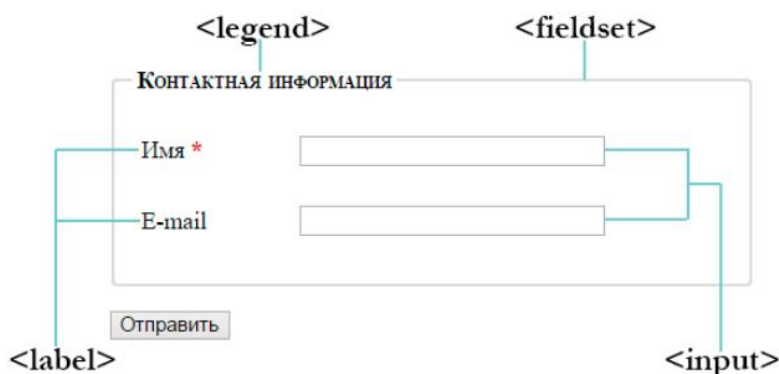 <legend> <fieldset>
Контактная информация
Имя *
E-mail
Отправить
<label> <input>